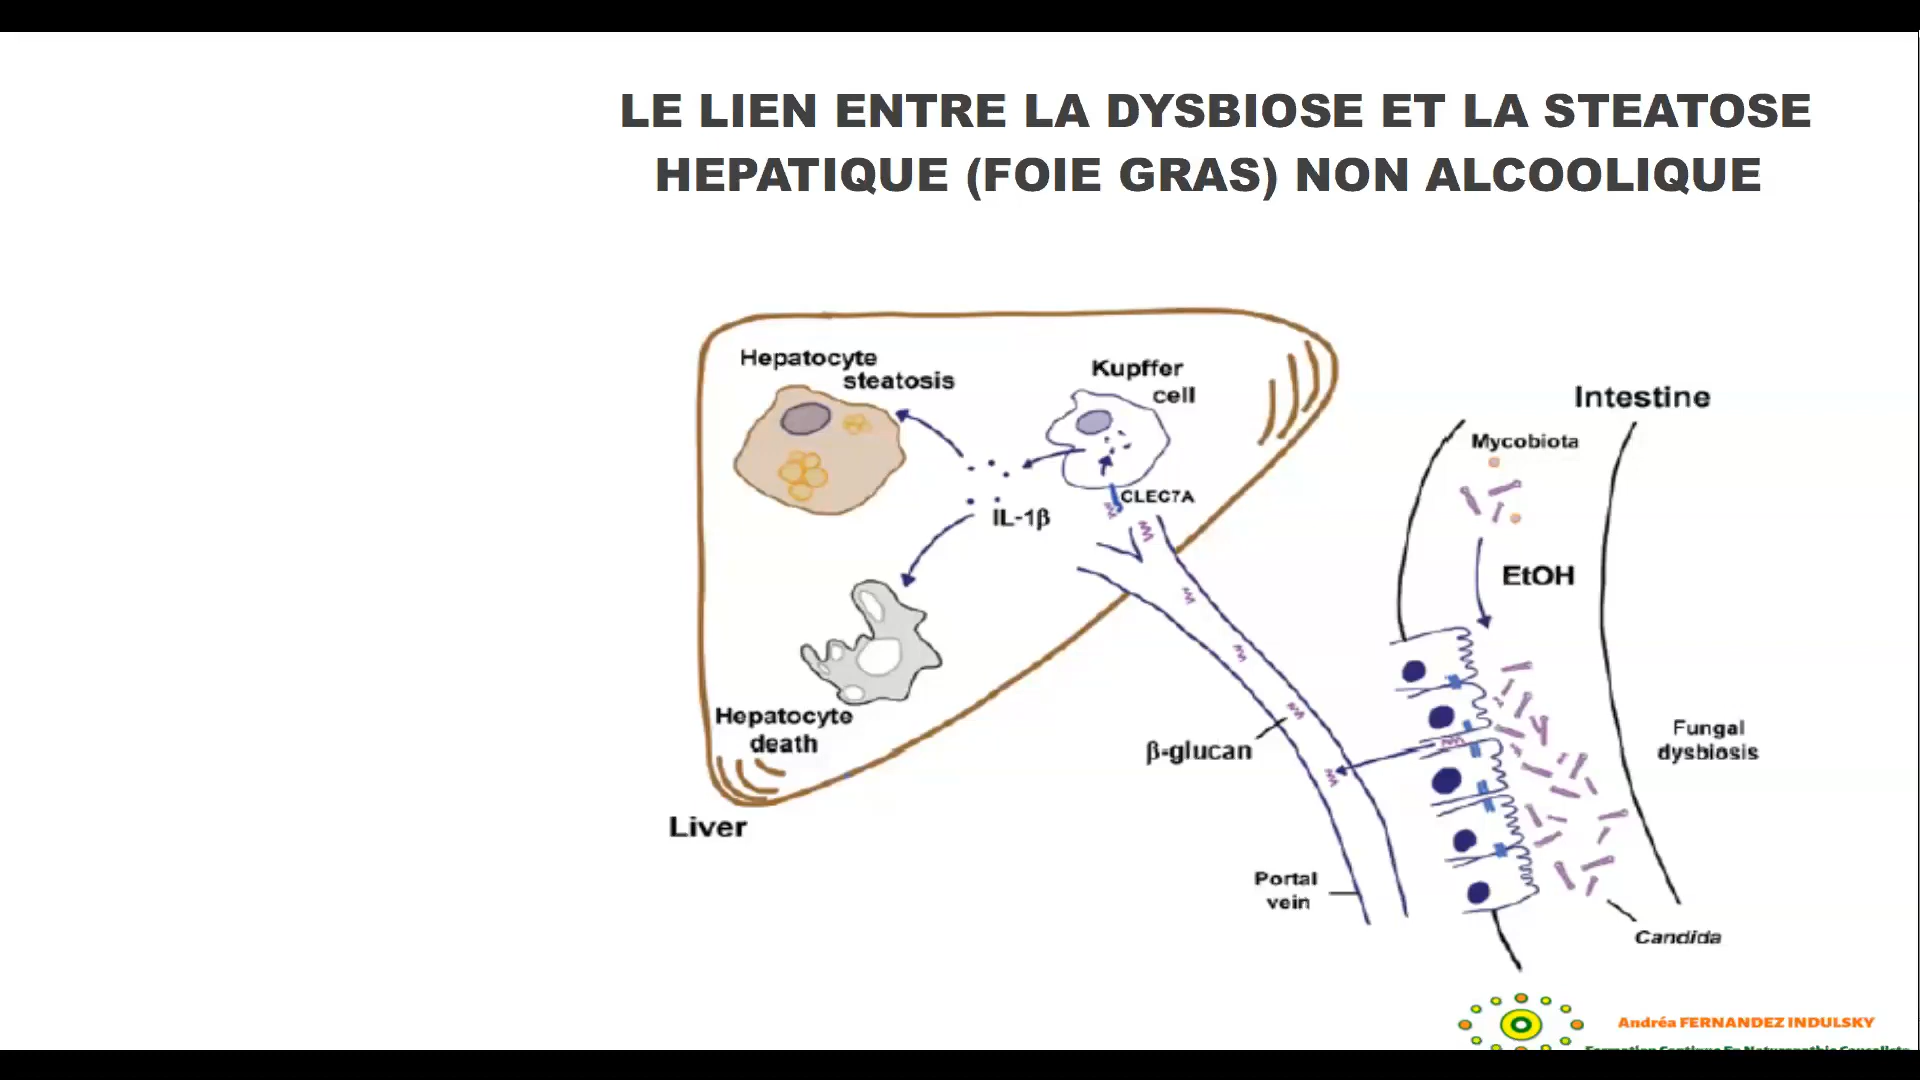 LE LIEN ENTRE LA DYSBIOSE ET LA STEATOSE
HEPATIQUE (FOIE GRAS) NON ALCOOLIQUE
Hepatocyte
steatosis
Kupffer
cell
CLEC7A
IL-1β
Hepatocyte
death
Liver
Intestine
Mycobiota
EtOH
Fungal
dysbiosis
β-glucan
Portal
vein
Candida
Andréa FERNANDEZ INDULSKY